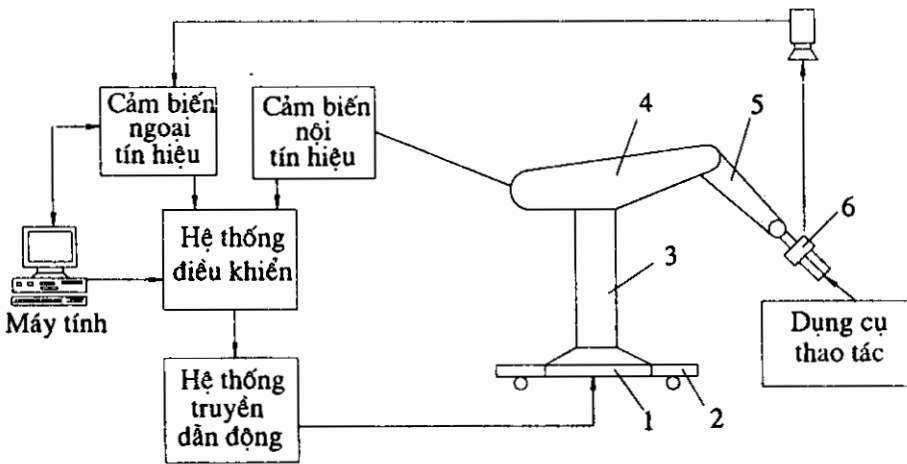 Cảm biến
ngoại
tín hiệu
Cảm biến
nội
tín hiệu
4
5
6
Hệ thống
điều khiển
3
Máy tính
Dụng cụ
thao tác
Hệ thống
truyền
dẫn động
1
2